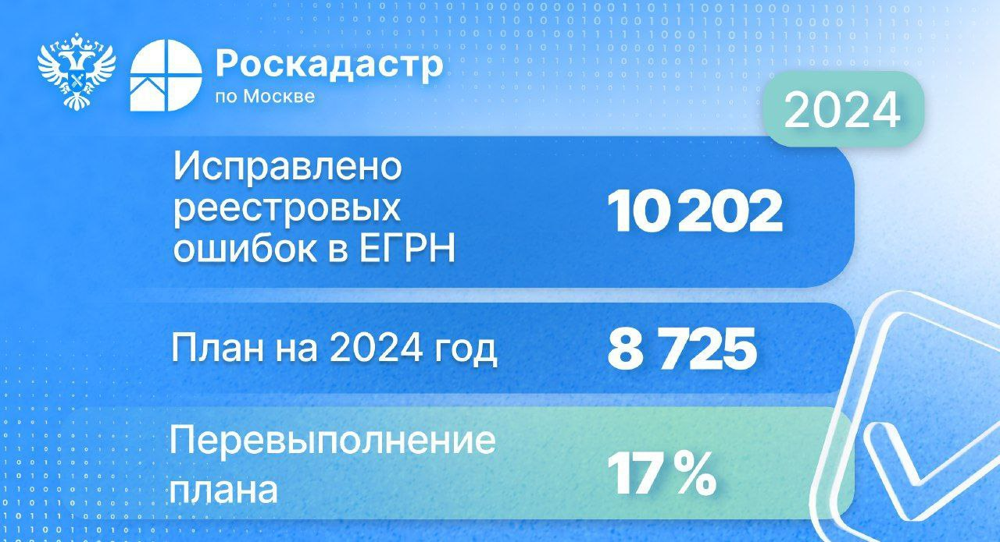 Роскадастр
по Москве
2024
Исправлено
реестровых
ошибок в ЕГРН
10 202
План на 2024 год
8 725
Перевыполнение
плана
17 %